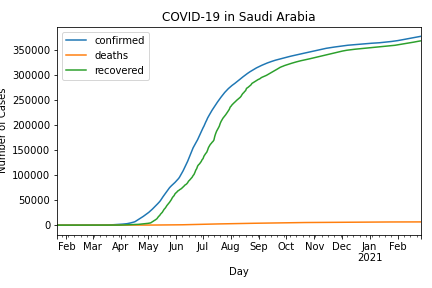 COVID-19 in Saudi Arabia
confirmed
deaths
recovered
350000
300000
250000
200000
150000
100000
50000
0
Number of Cases
Feb Mar Apr May Jun Jul Aug Sep Oct Nov Dec Jan Feb
2021
Day